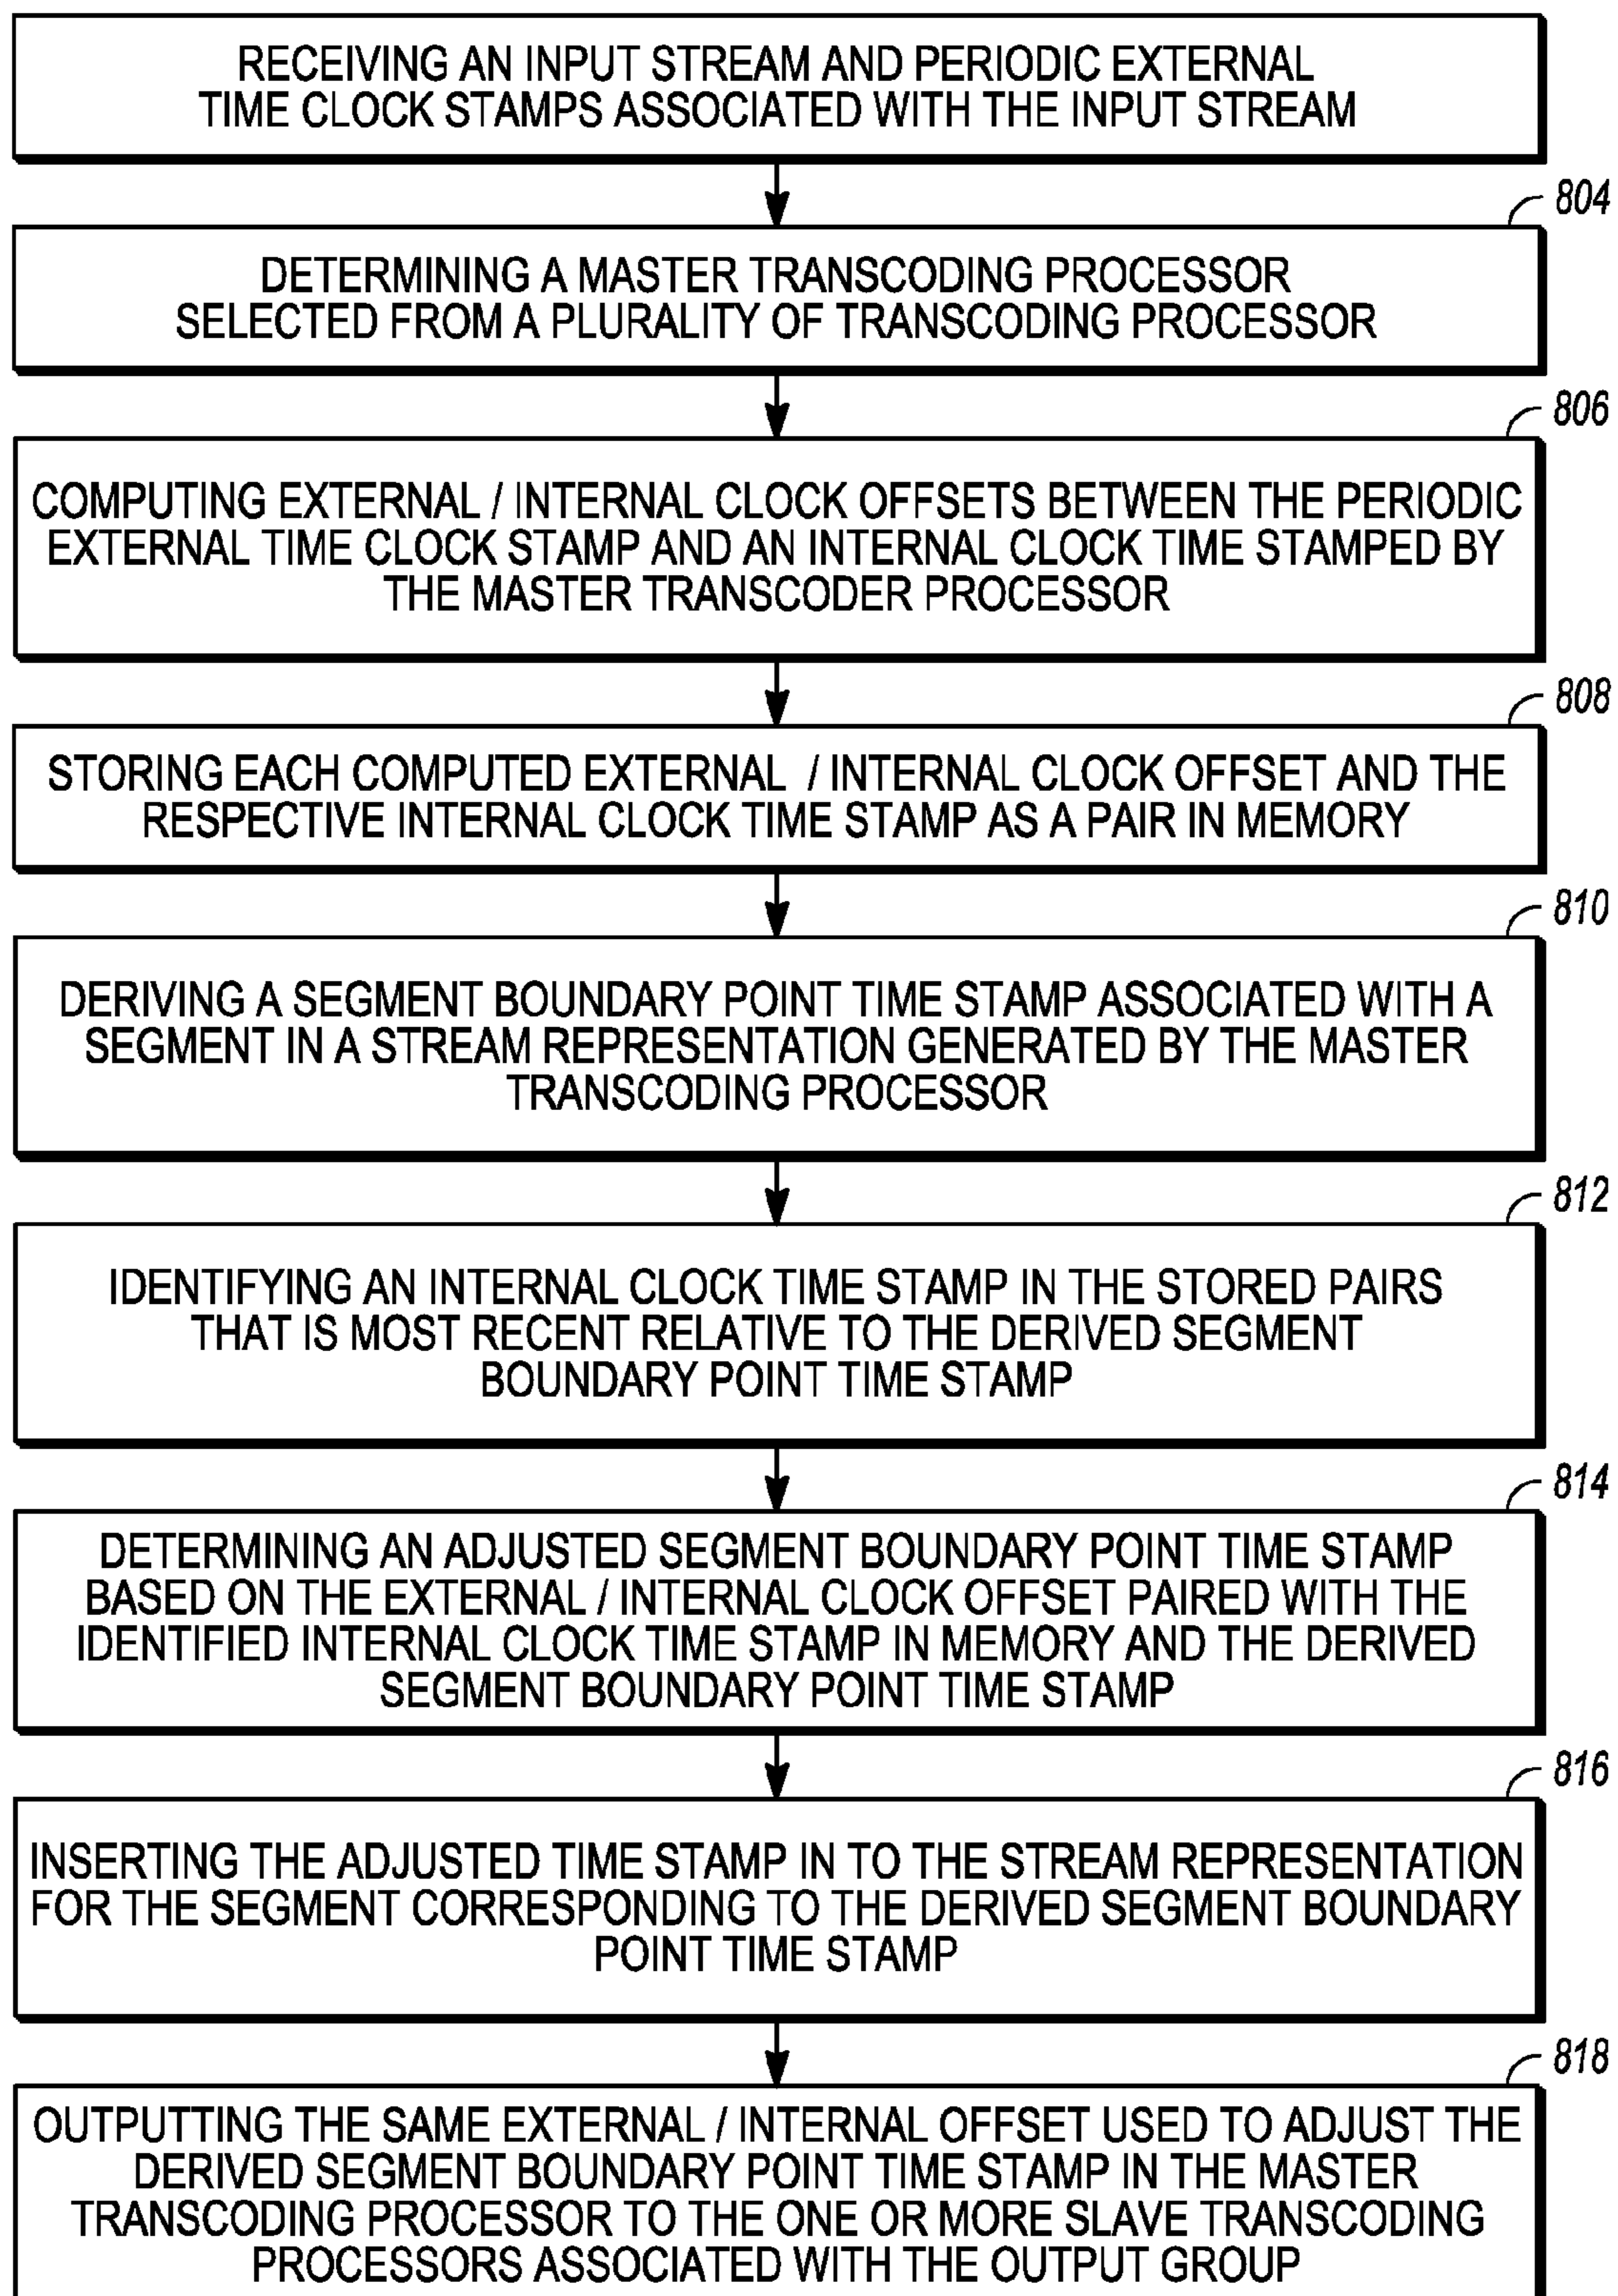 RECEIVING AN INPUT STREAM AND PERIODIC EXTERNAL
TIME CLOCK STAMPS ASSOCIATED WITH THE INPUT STREAM
804
DETERMINING A MASTER TRANSCODING PROCESSOR
SELECTED FROM A PLURALITY OF TRANSCODING PROCESSOR
806
COMPUTING EXTERNAL / INTERNAL CLOCK OFFSETS BETWEEN THE PERIODIC
EXTERNAL TIME CLOCK STAMP AND AN INTERNAL CLOCK TIME STAMPED BY
THE MASTER TRANSCODER PROCESSOR
808
STORING EACH COMPUTED EXTERNAL / INTERNAL CLOCK OFFSET AND THE
RESPECTIVE INTERNAL CLOCK TIME STAMP AS A PAIR IN MEMORY
810
DERIVING A SEGMENT BOUNDARY POINT TIME STAMP ASSOCIATED WITH A
SEGMENT IN A STREAM REPRESENTATION GENERATED BY THE MASTER
TRANSCODING PROCESSOR
812
IDENTIFYING AN INTERNAL CLOCK TIME STAMP IN THE STORED PAIRS
THAT IS MOST RECENT RELATIVE TO THE DERIVED SEGMENT
BOUNDARY POINT TIME STAMP
814
DETERMINING AN ADJUSTED SEGMENT BOUNDARY POINT TIME STAMP
BASED ON THE EXTERNAL / INTERNAL CLOCK OFFSET PAIRED WITH THE
IDENTIFIED INTERNAL CLOCK TIME STAMP IN MEMORY AND THE DERIVED
SEGMENT BOUNDARY POINT TIME STAMP
816
INSERTING THE ADJUSTED TIME STAMP IN TO THE STREAM REPRESENTATION
FOR THE SEGMENT CORRESPONDING TO THE DERIVED SEGMENT BOUNDARY
POINT TIME STAMP
818
OUTPUTTING THE SAME EXTERNAL / INTERNAL OFFSET USED TO ADJUST THE
DERIVED SEGMENT BOUNDARY POINT TIME STAMP IN THE MASTER
TRANSCODING PROCESSOR TO THE ONE OR MORE SLAVE TRANSCODING
PROCESSORS ASSOCIATED WITH THE OUTPUT GROUP